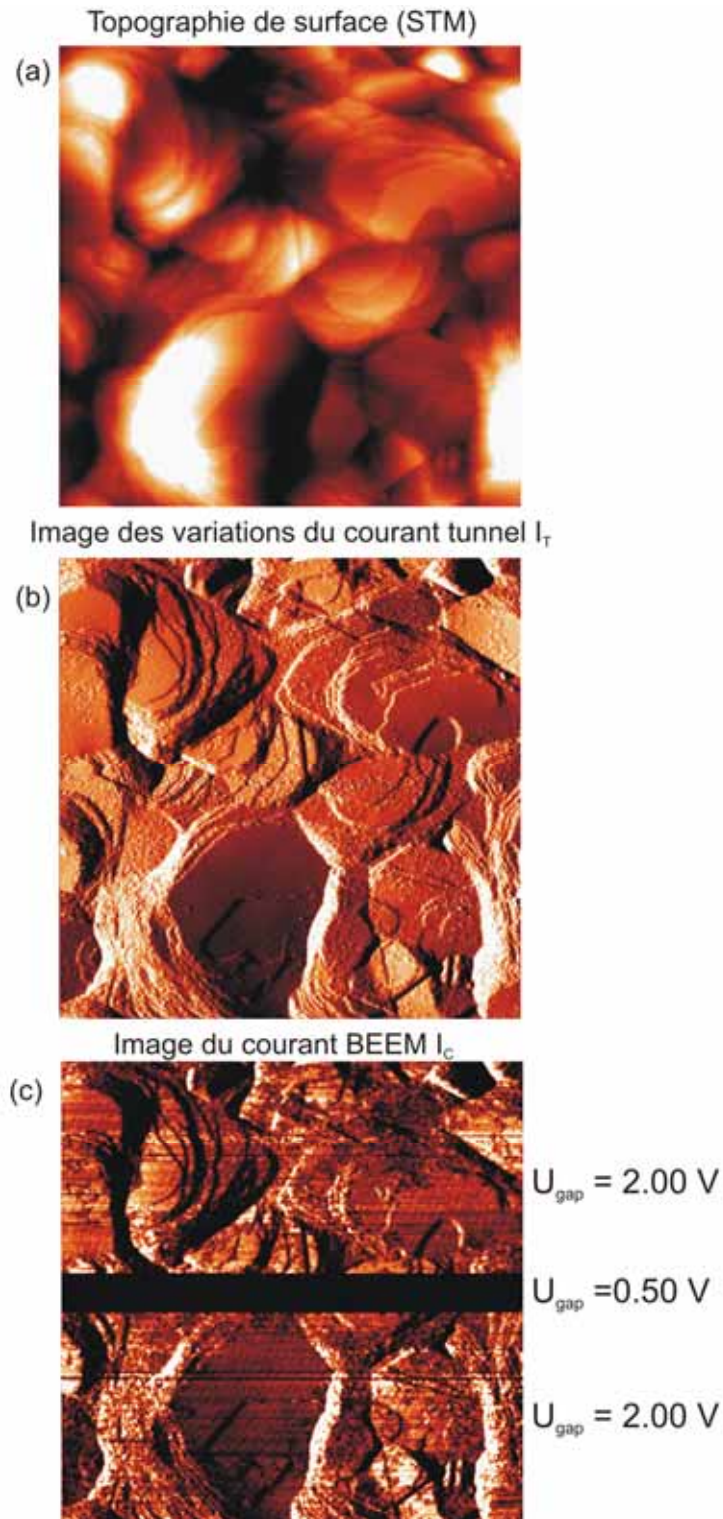 Topographie de surface (STM)
(a)
Image des variations du courant tunnel I_T
(b)
Image du courant BEEM I_C
(c)
U_gap = 2.00 V
U_gap =0.50 V
U_gap = 2.00 V